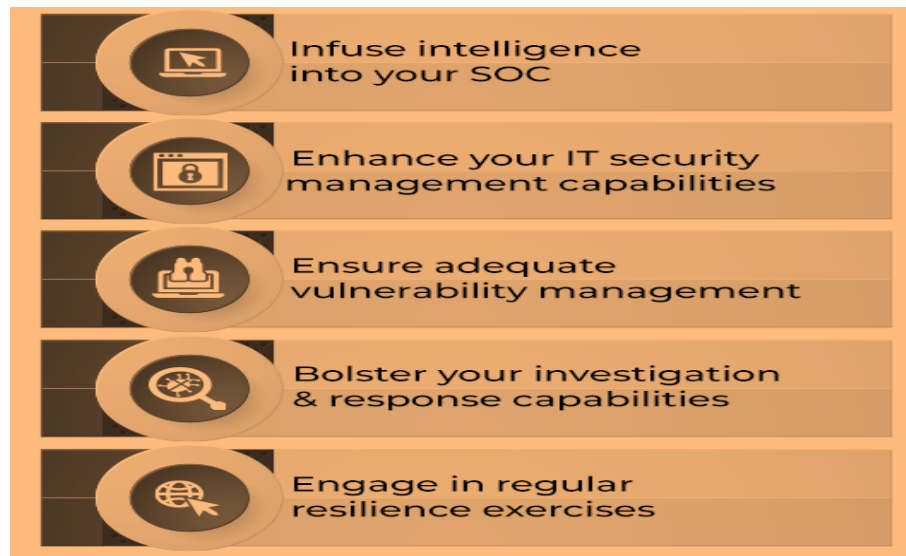 Infuse intelligence
into your SOC
Enhance your IT security
management capabilities
Ensure adequate
vulnerability management
Bolster your investigation
& response capabilities
Engage in regular
resilience exercises